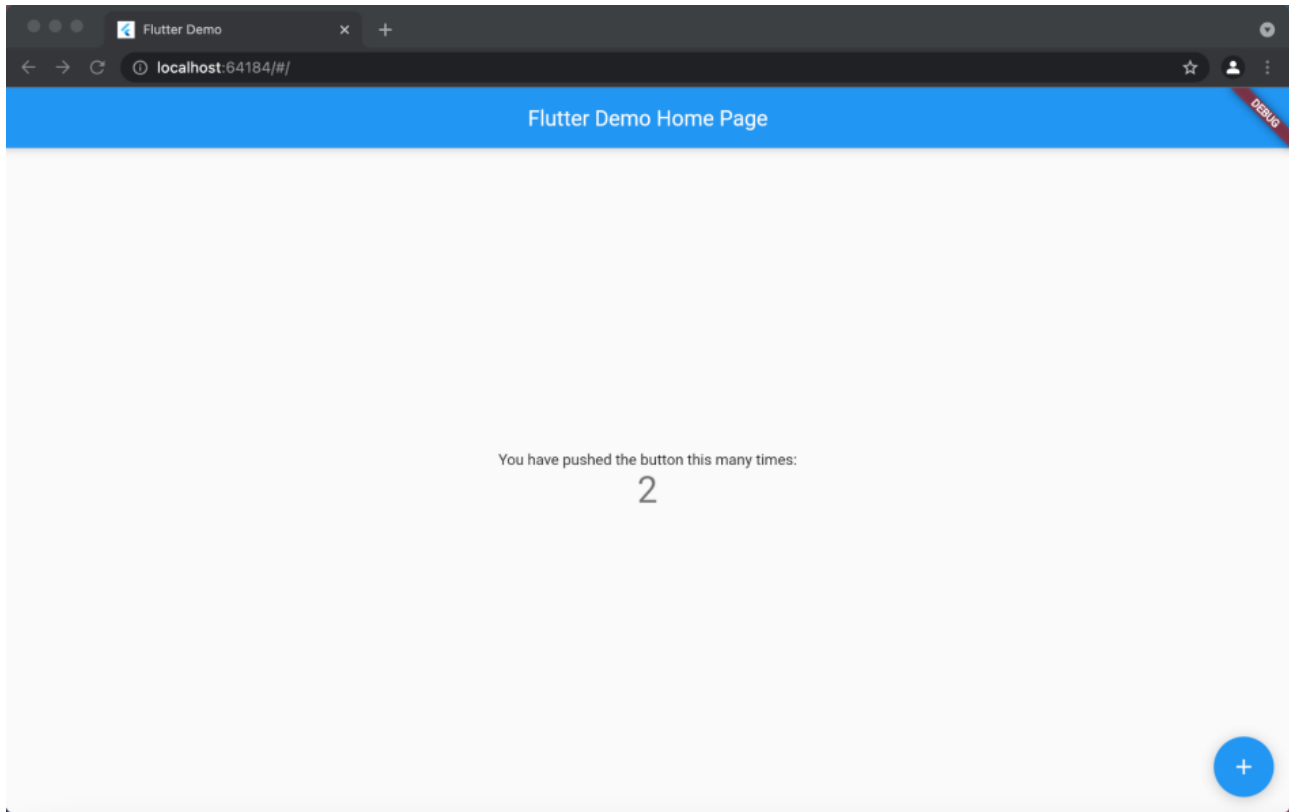 Flutter Demo
localhost:64184/#/
Flutter Demo Home Page
DEBUG
You have pushed the button this many times:
2